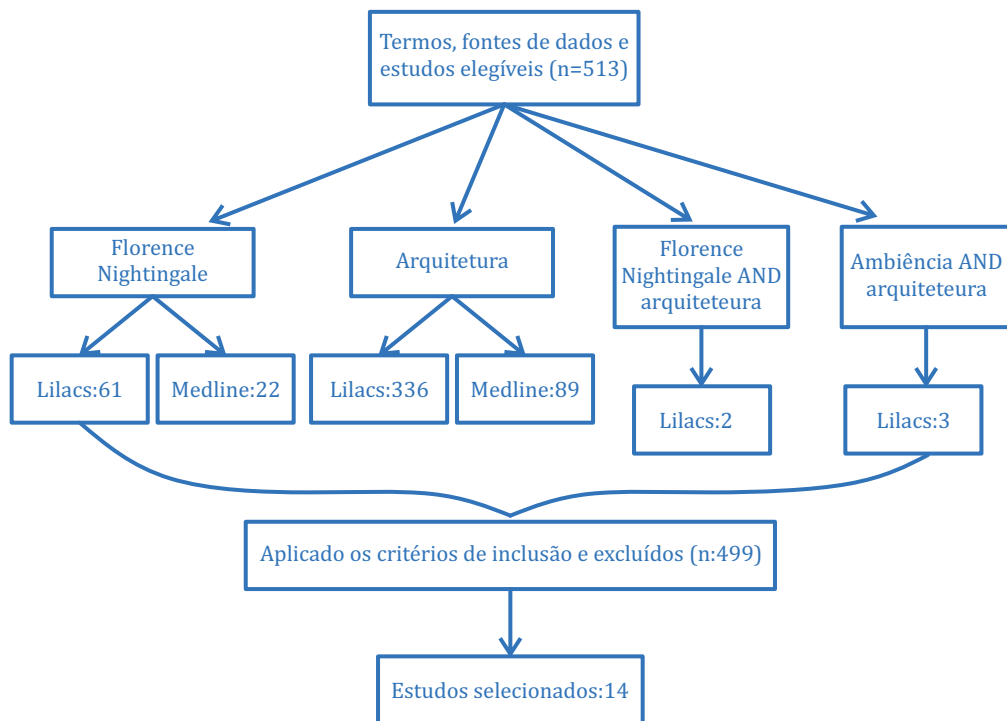 Termos, fontes de dados e
estudos elegíveis (n=513)
Florence
Nightingale
Arquitetura
Florence
Nightingale AND
arquiteteura
Ambiência AND
arquiteteura
Lilacs:61
Medline:22
Lilacs:336
Medline:89
Lilacs:2
Lilacs:3
Aplicado os critérios de inclusão e excluídos (n:499)
Estudos selecionados:14